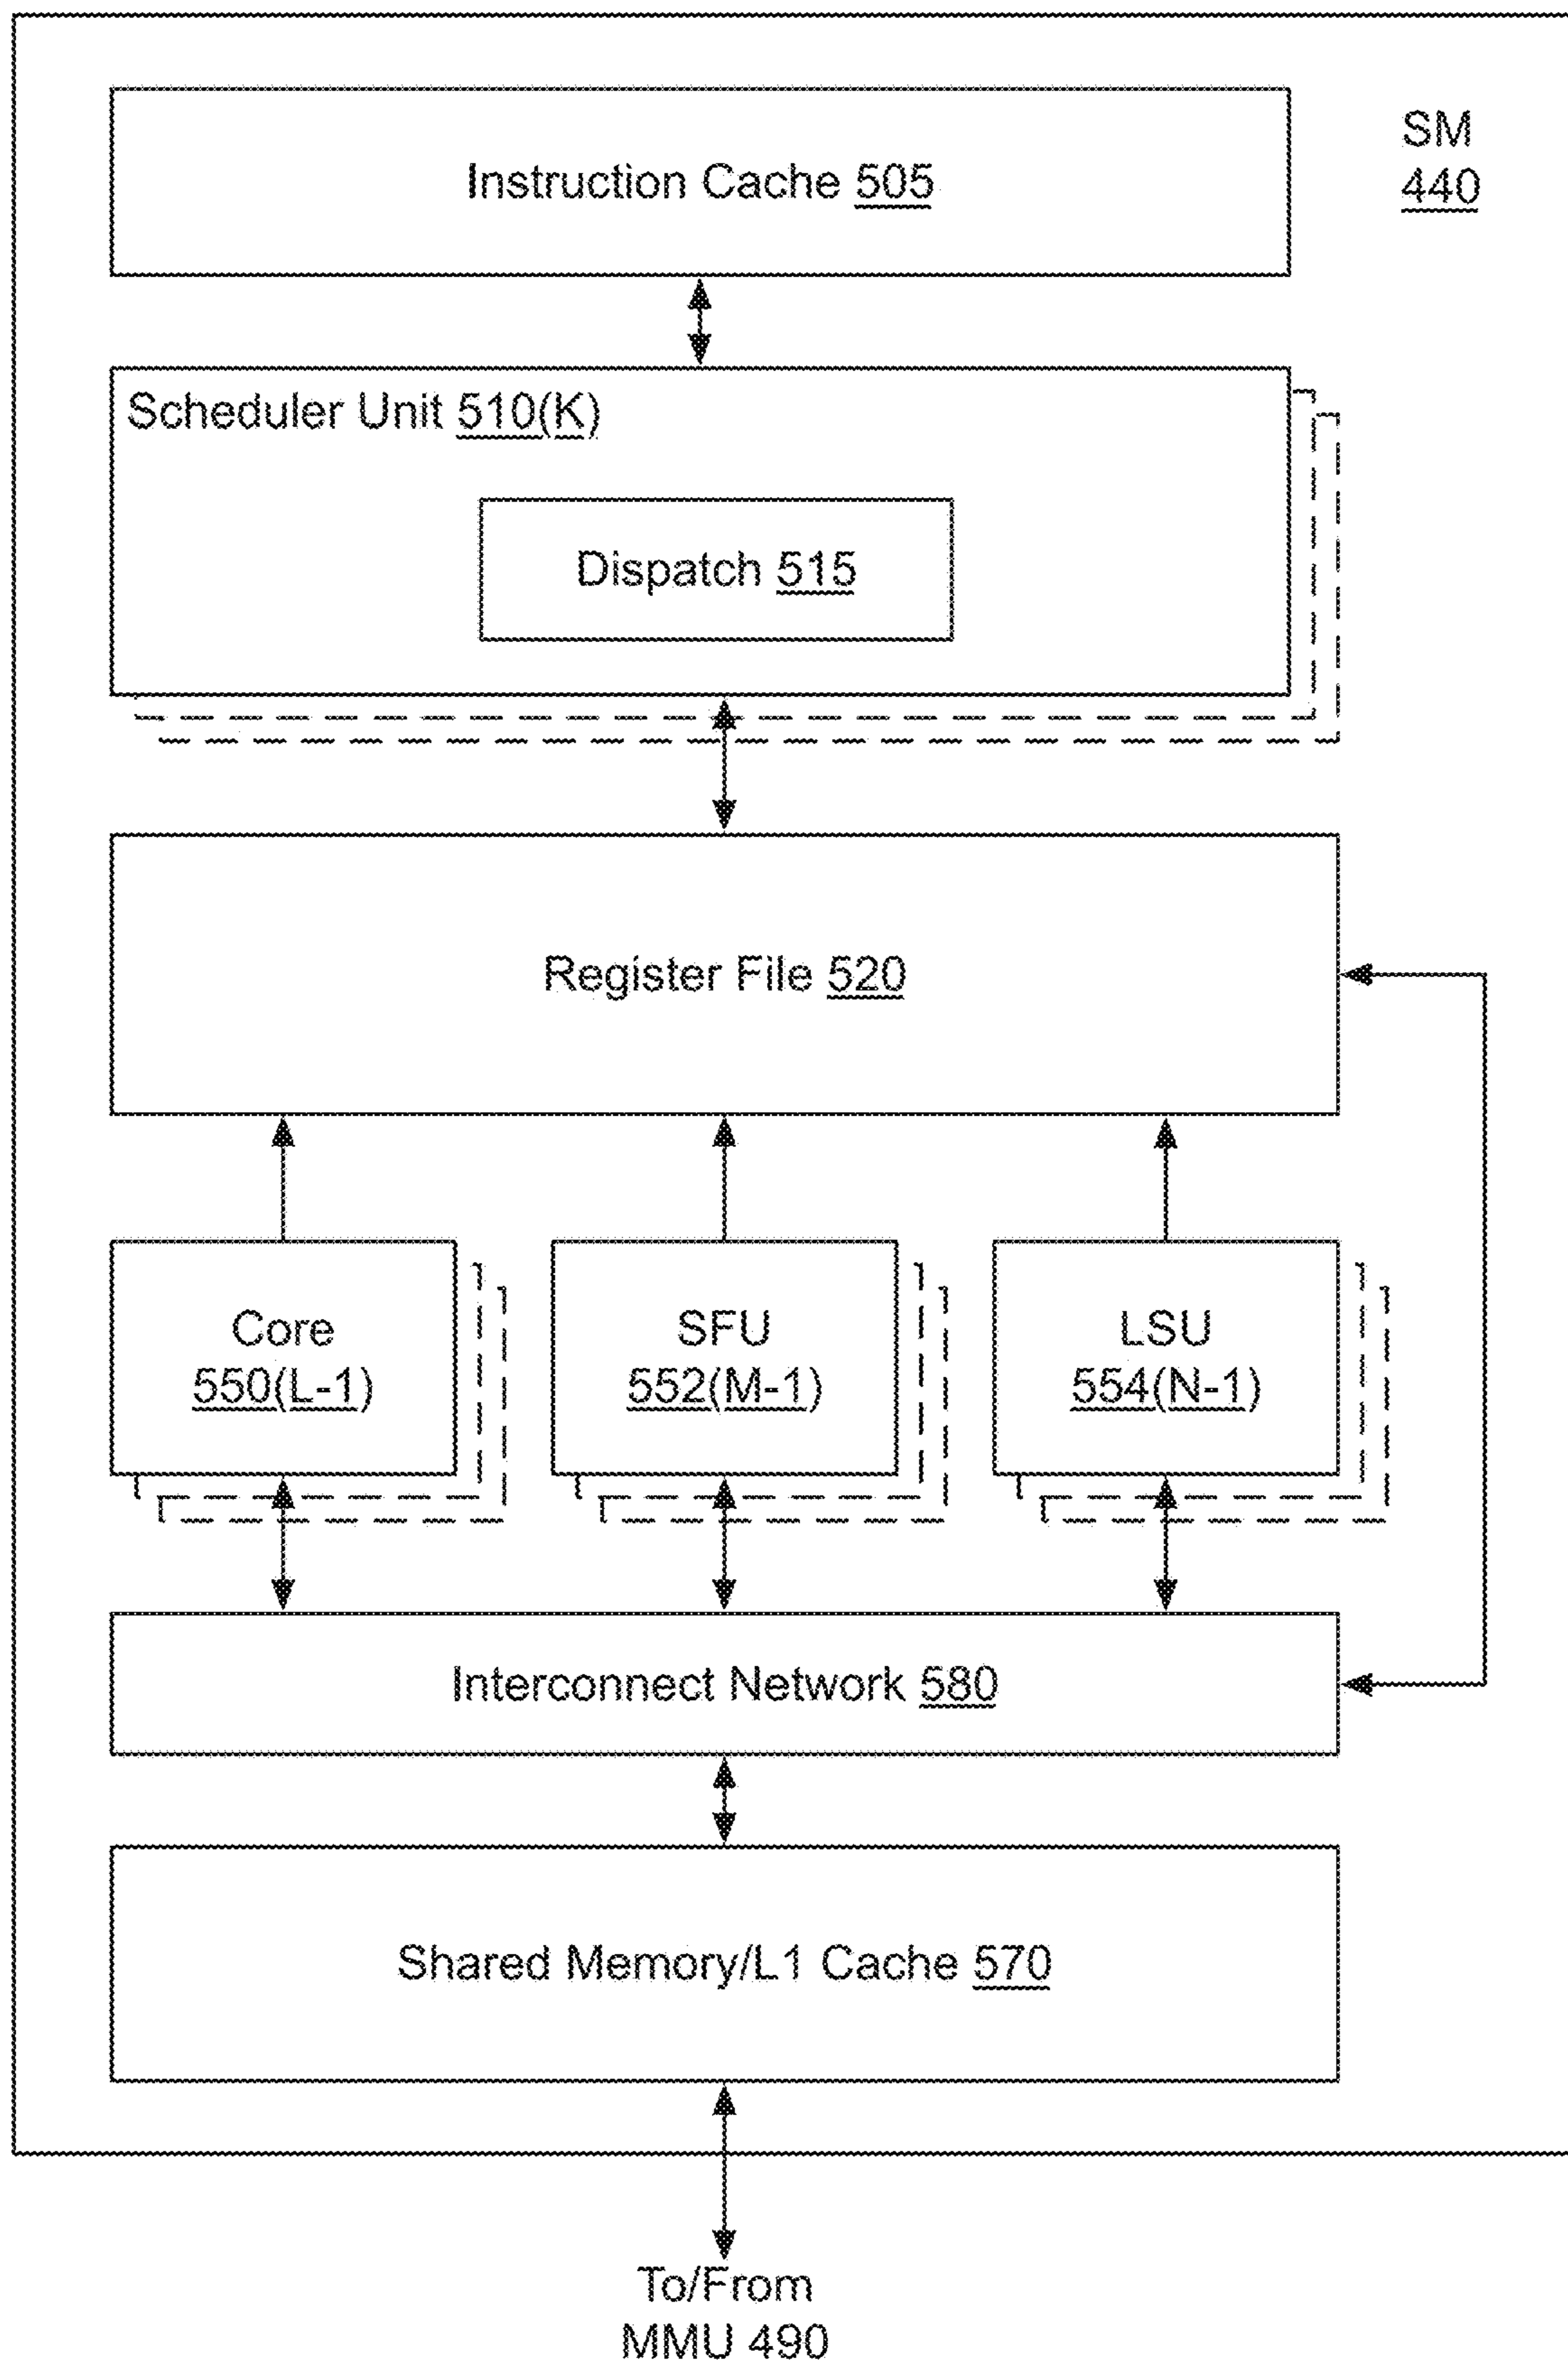 Instruction Cache 505
SM
440
Scheduler Unit 510(K)
Dispatch 515
Register File 520
Core
550(L-1)
SFU
552(M-1)
LSU
554(N-1)
Interconnect Network 580
Shared Memory/L1 Cache 570
To/From
MMU 490